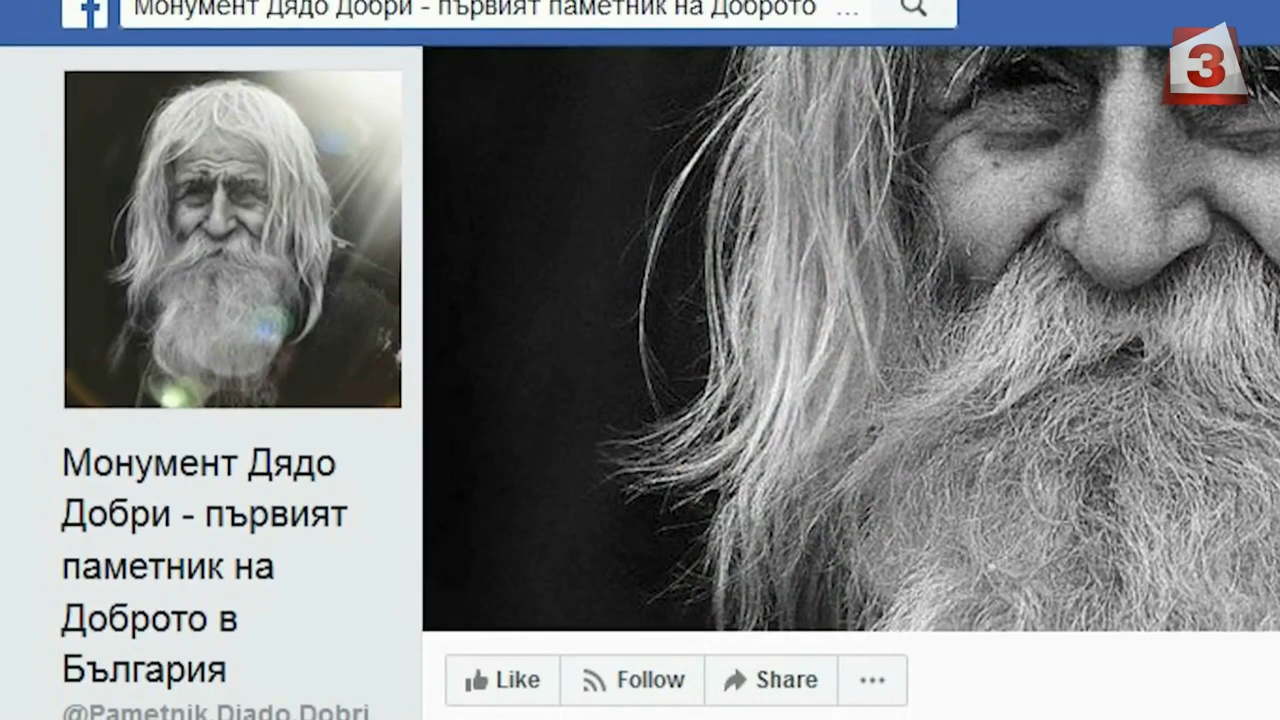 Монумент Дядо Добри - първият паметник на Доброто ...
3
Монумент Дядо
Добри - първият
паметник на
Доброто в
България
@Pametnik.Djado.Dobri
Like Follow Share